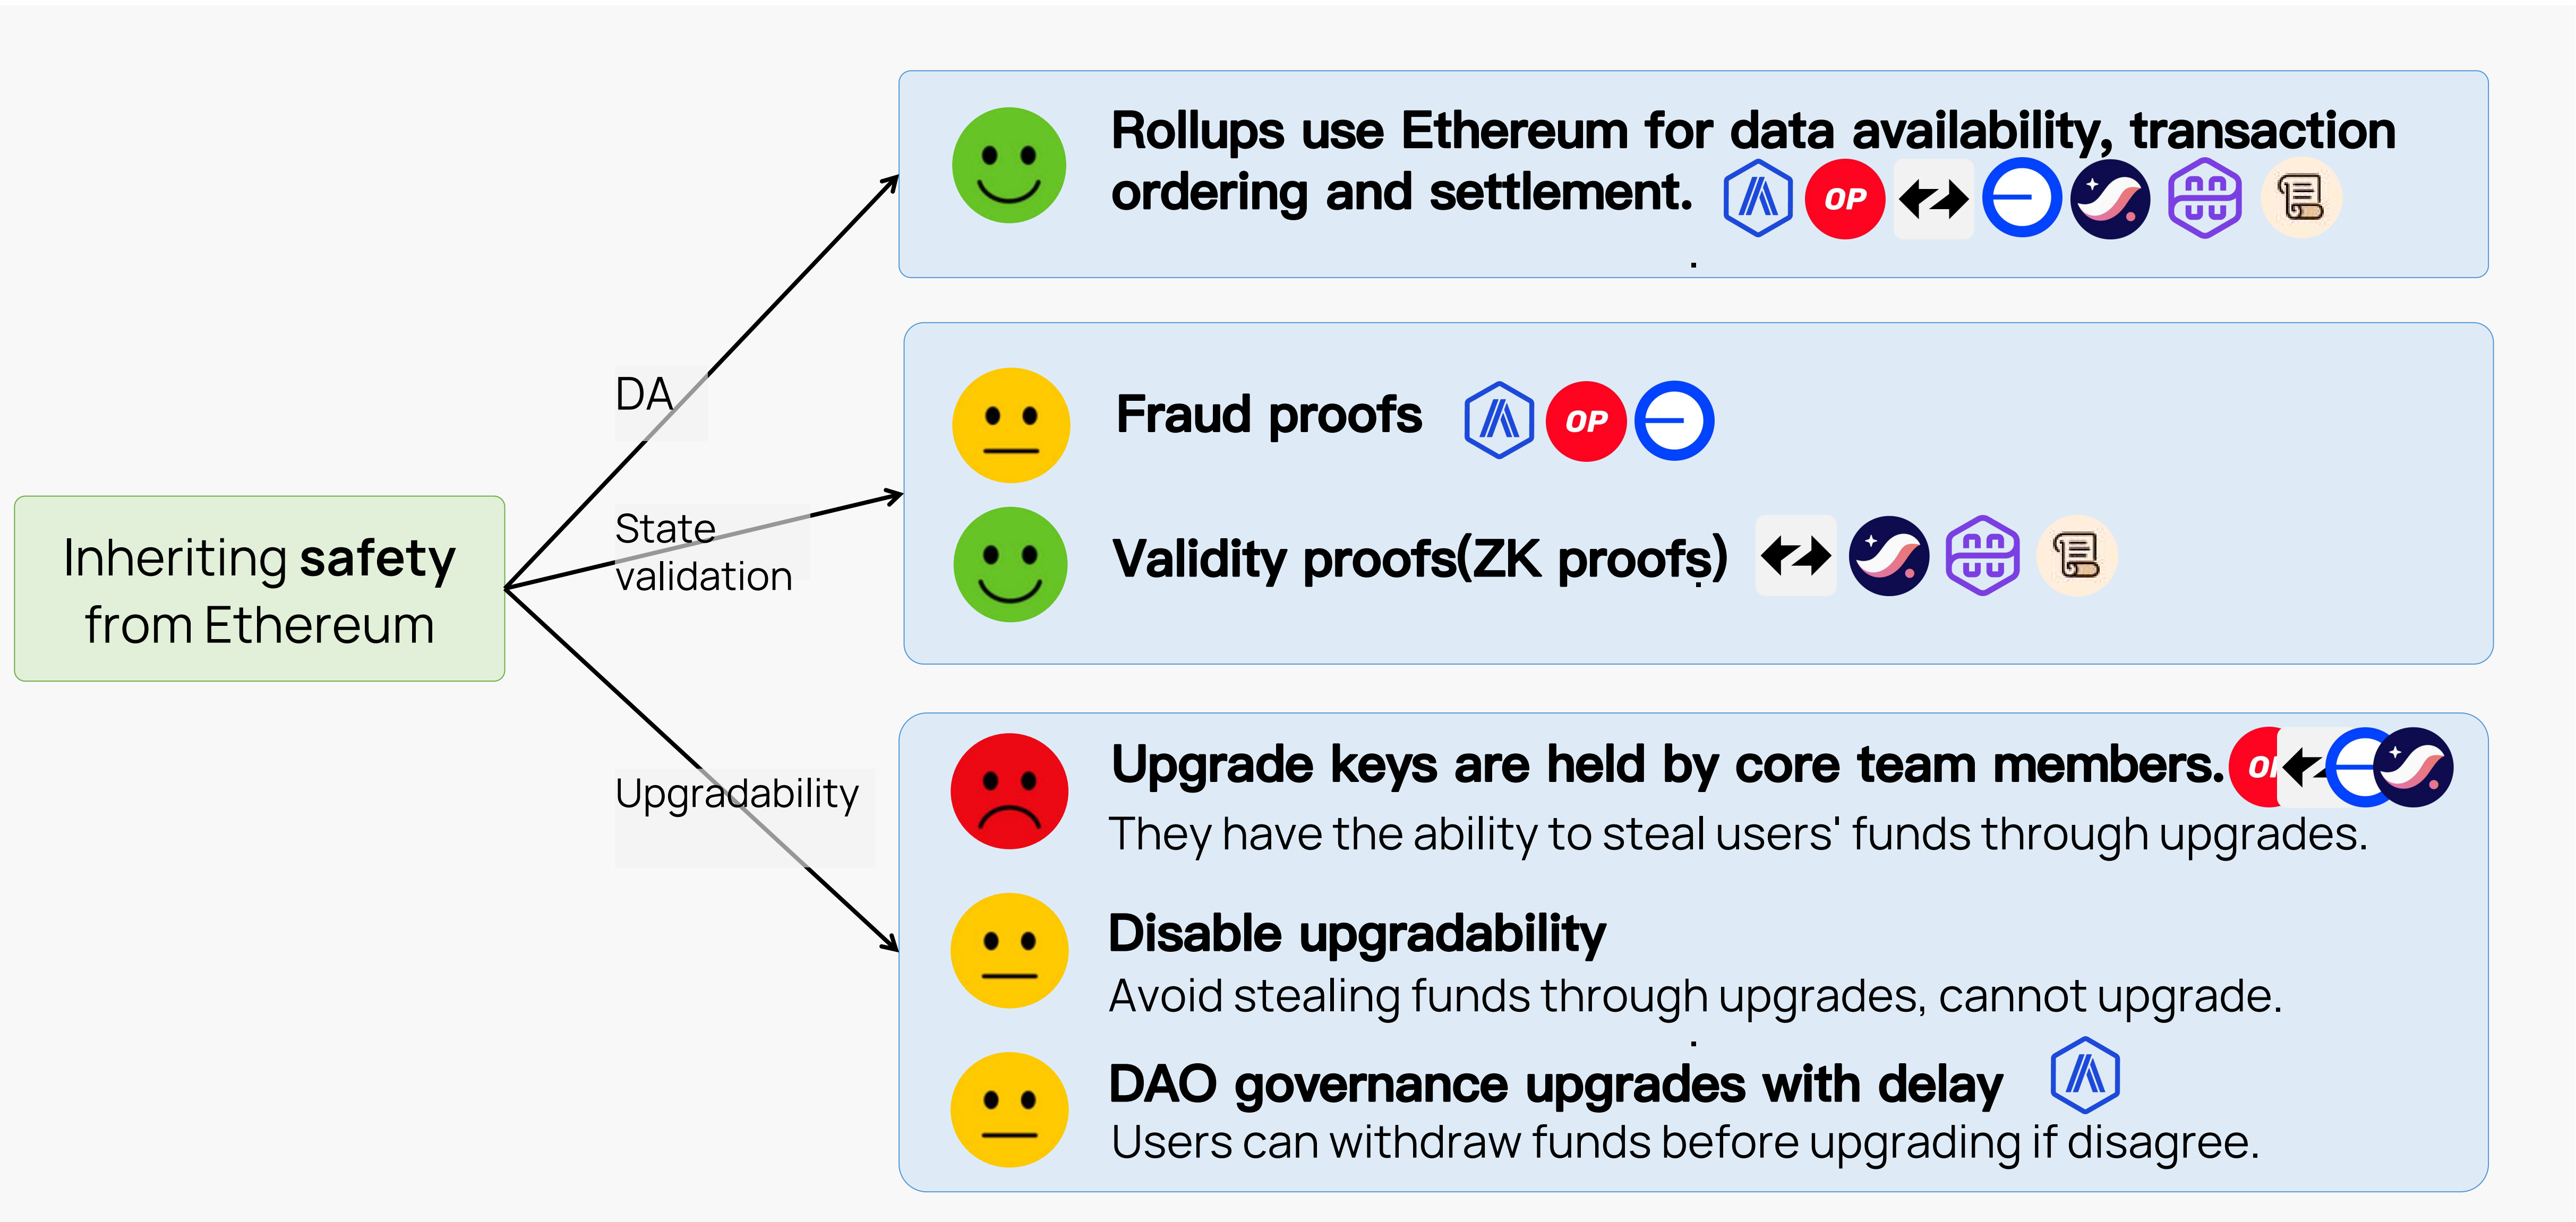 Rollups use Ethereum for data availability, transaction
ordering and settlement.
OP
.
DA
Fraud proofs
OP
State
validation
Validity proofs(ZK proofs)
.
Inheriting safety
from Ethereum
Upgradability
Upgrade keys are held by core team members.
They have the ability to steal users' funds through upgrades.
Disable upgradability
Avoid stealing funds through upgrades, cannot upgrade.
.
DAO governance upgrades with delay
Users can withdraw funds before upgrading if disagree.